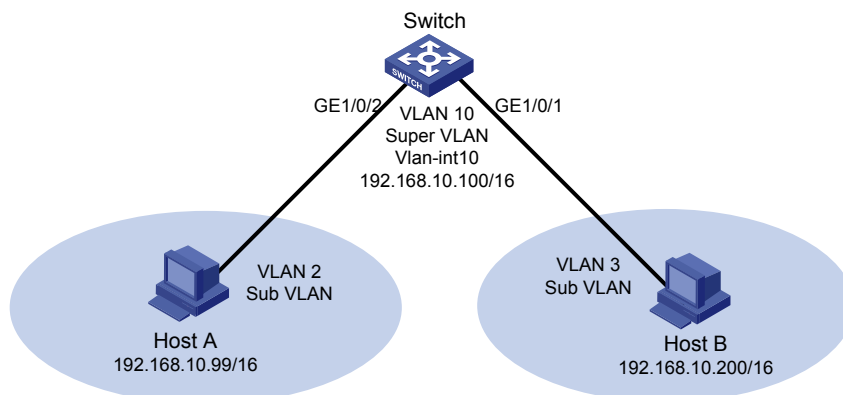 Switch
SWITCH
GE1/0/2
GE1/0/1
VLAN 10
Super VLAN
Vlan-int10
192.168.10.100/16
VLAN 2
Sub VLAN
Host A
192.168.10.99/16
VLAN 3
Sub VLAN
Host B
192.168.10.200/16